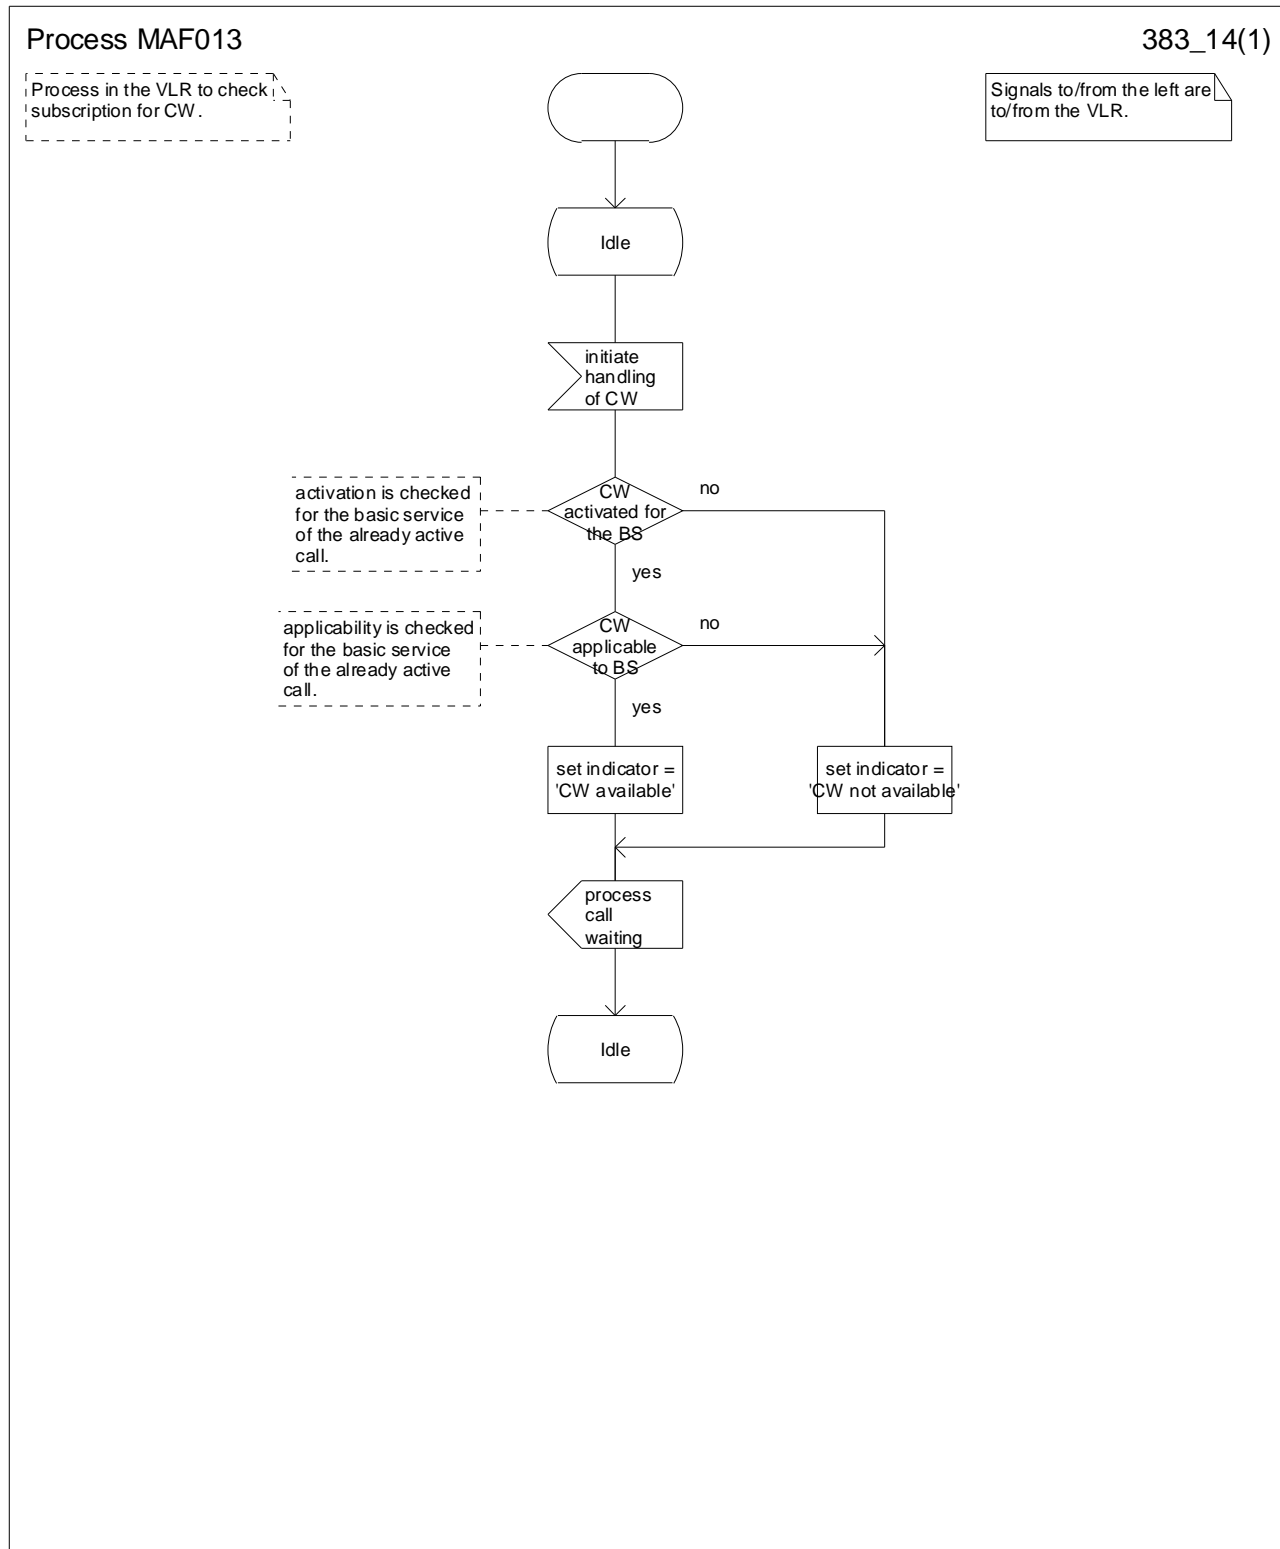 Process MAF013
383_14(1)
Process in the VLR to check
subscription for CW.
Signals to/from the left are
to/from the VLR.
Idle
initiate
handling
of CW
activation is checked
for the basic service
of the already active
call.
CW
activated for
the BS
no
yes
applicability is checked
for the basic service
of the already active
call.
CW
applicable
to BS
no
yes
set indicator =
'CW available'
set indicator =
'CW not available'
process
call
waiting
Idle